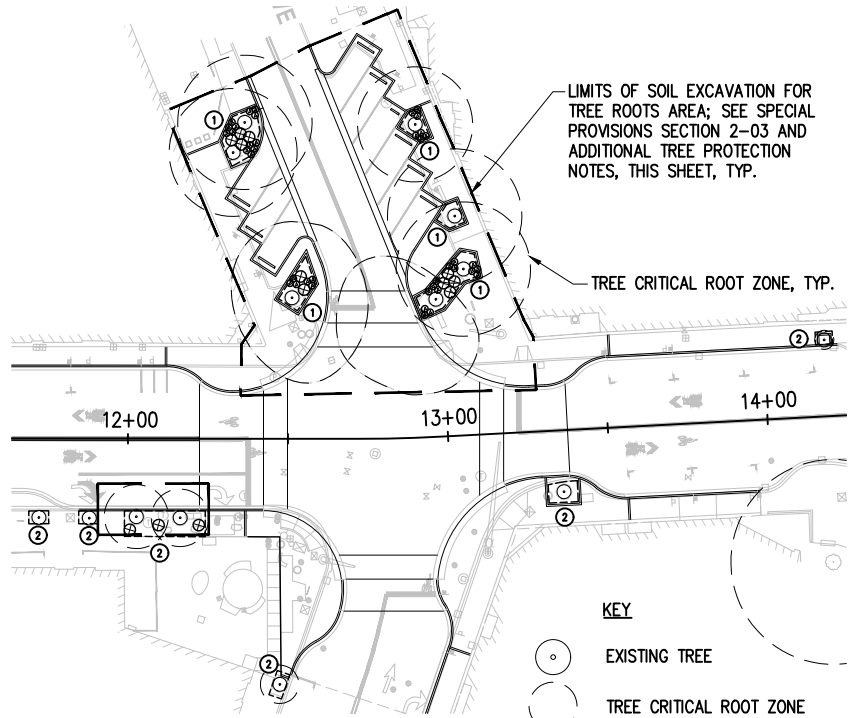 VE
LIMITS OF SOIL EXCAVATION FOR
TREE ROOTS AREA; SEE SPECIAL
PROVISIONS SECTION 2-03 AND
ADDITIONAL TREE PROTECTION
NOTES, THIS SHEET, TYP.
1
1
1
TREE CRITICAL ROOT ZONE, TYP.
1
1
2
12+00
13+00
14+00
2
2
2
2
2
KEY
EXISTING TREE
TREE CRITICAL ROOT ZONE